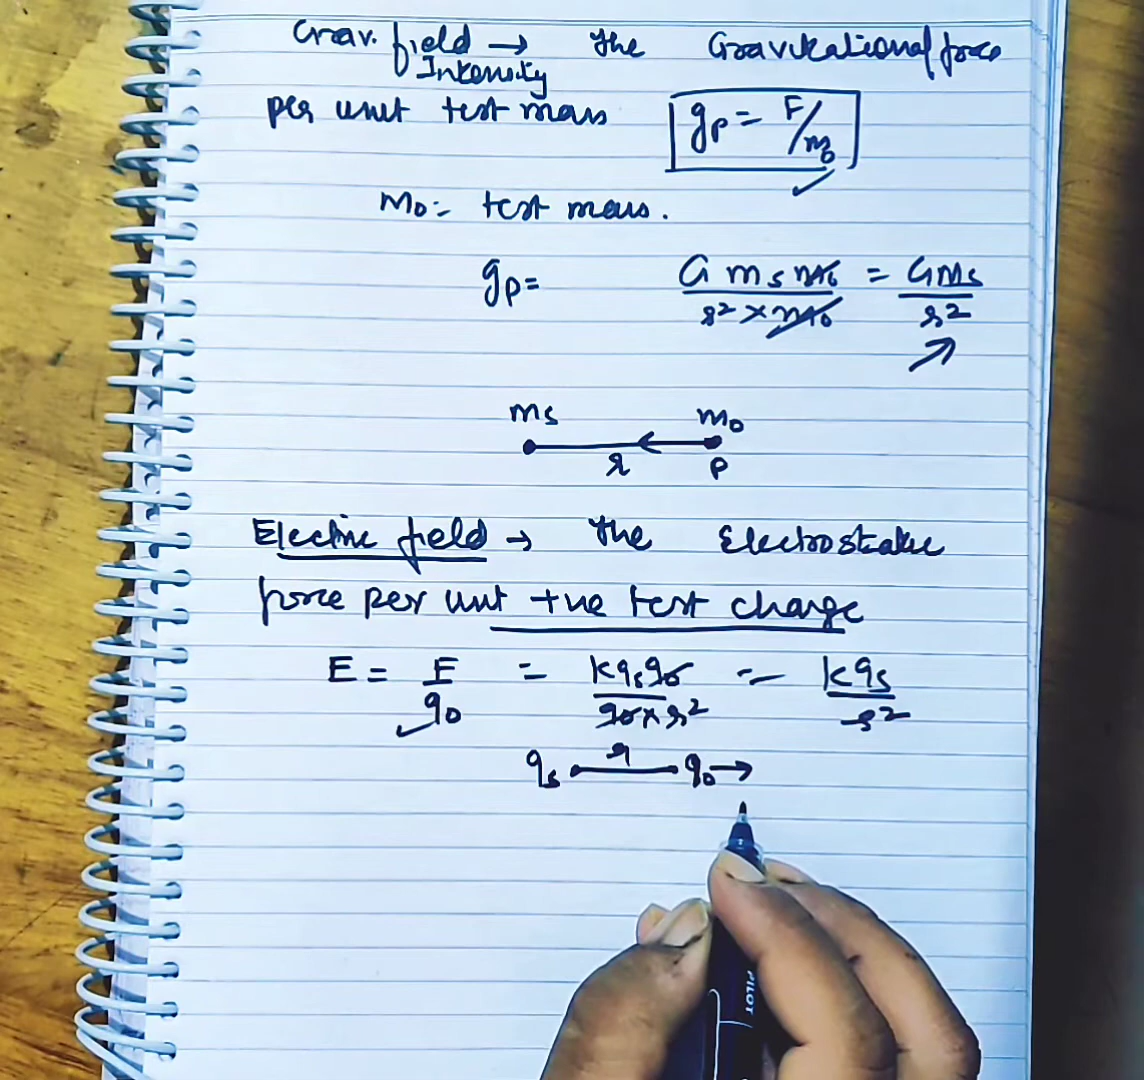 Grav. field → the Gravitational force
Intensity
per unit test mass gp = F/m₀
m₀ = test mass.
gp = G ms m₀ / r² × m₀ = G Ms / r²
ms m₀
r P
Electric field → the Electrostatic
force per unit +ve test charge
E = F / q₀ = k qs q₀ / q₀ × r² = k qs / r²
qs r q₀ →
PILOT